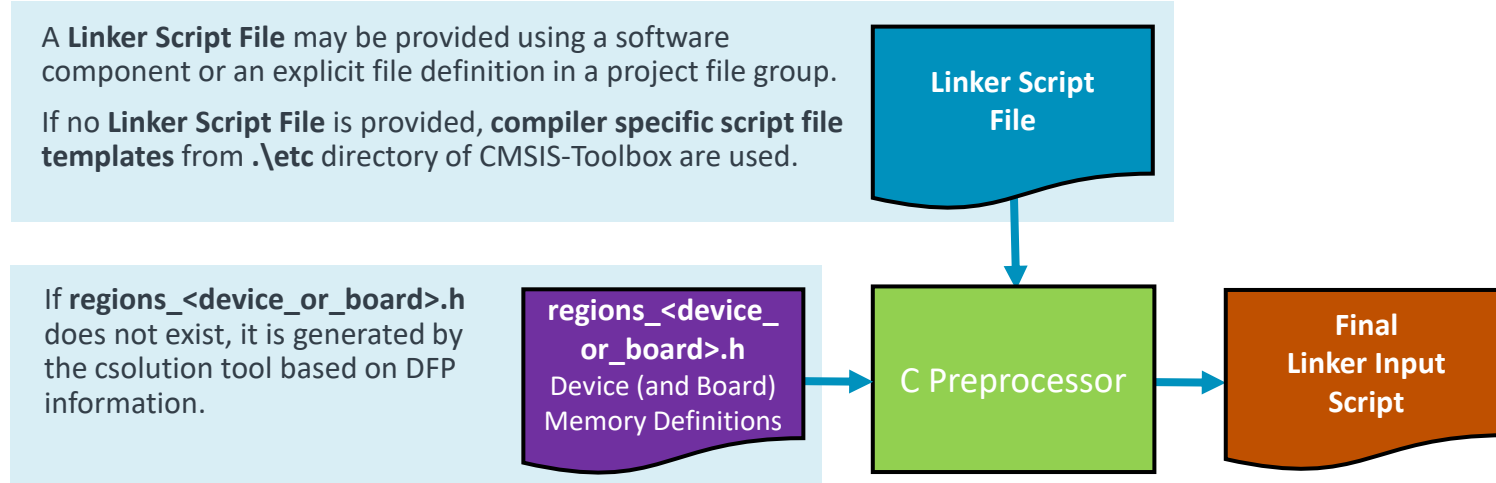 A Linker Script File may be provided using a software
component or an explicit file definition in a project file group.
If no Linker Script File is provided, compiler specific script file
templates from .\etc directory of CMSIS-Toolbox are used.
Linker Script
File
If regions_<device_or_board>.h
does not exist, it is generated by
the csolution tool based on DFP
information.
regions_<device_
or_board>.h
Device (and Board)
Memory Definitions
C Preprocessor
Final
Linker Input
Script